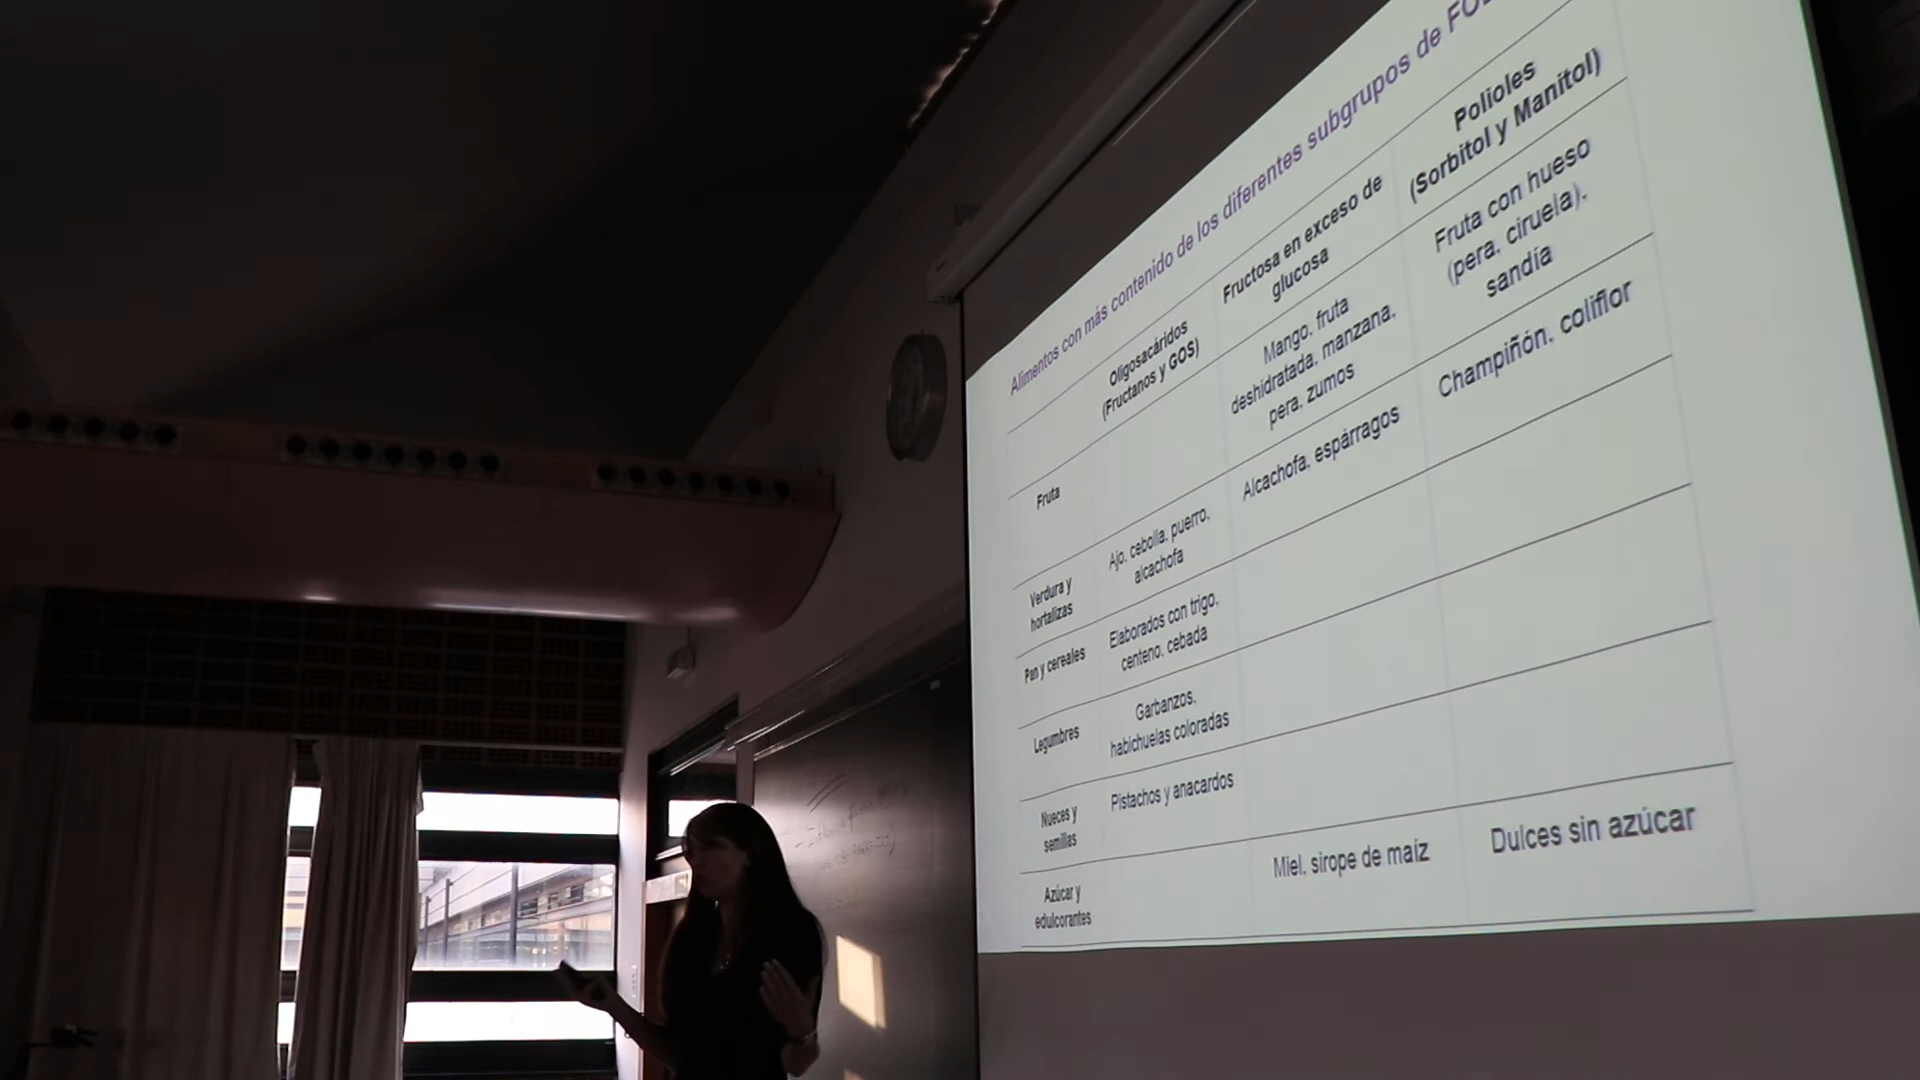 Alimentos con más contenido de los diferentes subgrupos de
Oligosacáridos
(Fructanos y GOS)
Fructosa en exceso de
glucosa
Polioles
(Sorbitol y Manitol)
Fruta
Mango, fruta
deshidratada, manzana,
pera, zumos
Fruta con hueso
(pera, ciruela),
sandía
Verdura y
hortalizas
Ajo, cebolla, puerro,
alcachofa
Alcachofa, espárragos
Champiñón, coliflor
Pan y cereales
Elaborados con trigo,
centeno, cebada
Legumbres
Garbanzos,
habichuelas coloradas
Nueces y
semillas
Pistachos y anacardos
Azúcar y
edulcorantes
Miel, sirope de maíz
Dulces sin azúcar